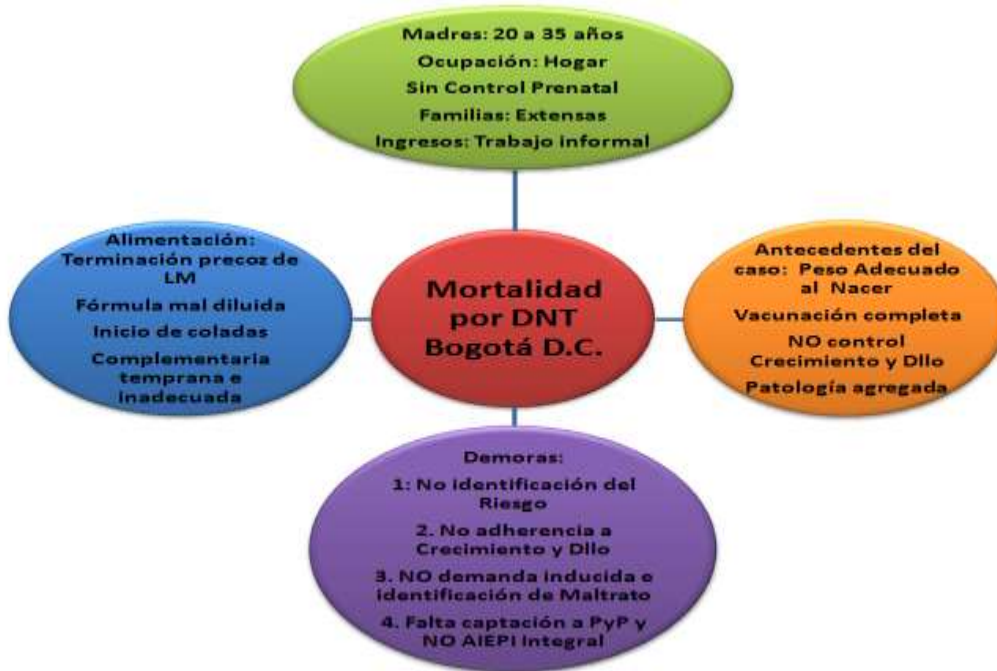 Madres: 20 a 35 años
Ocupación: Hogar
Sin Control Prenatal
Familias: Extensas
Ingresos: Trabajo informal
Alimentación:
Terminación precoz de
LM
Fórmula mal diluida
Inicio de coladas
Complementaria
temprana e
inadecuada
Mortalidad
por DNT
Bogotá D.C.
Antecedentes del
caso: Peso Adecuado
al Nacer
Vacunación completa
NO control
Crecimiento y Dllo
Patología agregada
Demoras:
1: No identificación del
Riesgo
2. No adherencia a
Crecimiento y Dllo
3. NO demanda inducida e
identificación de Maltrato
4. Falta captación a PyP y
NO AIEPI Integral